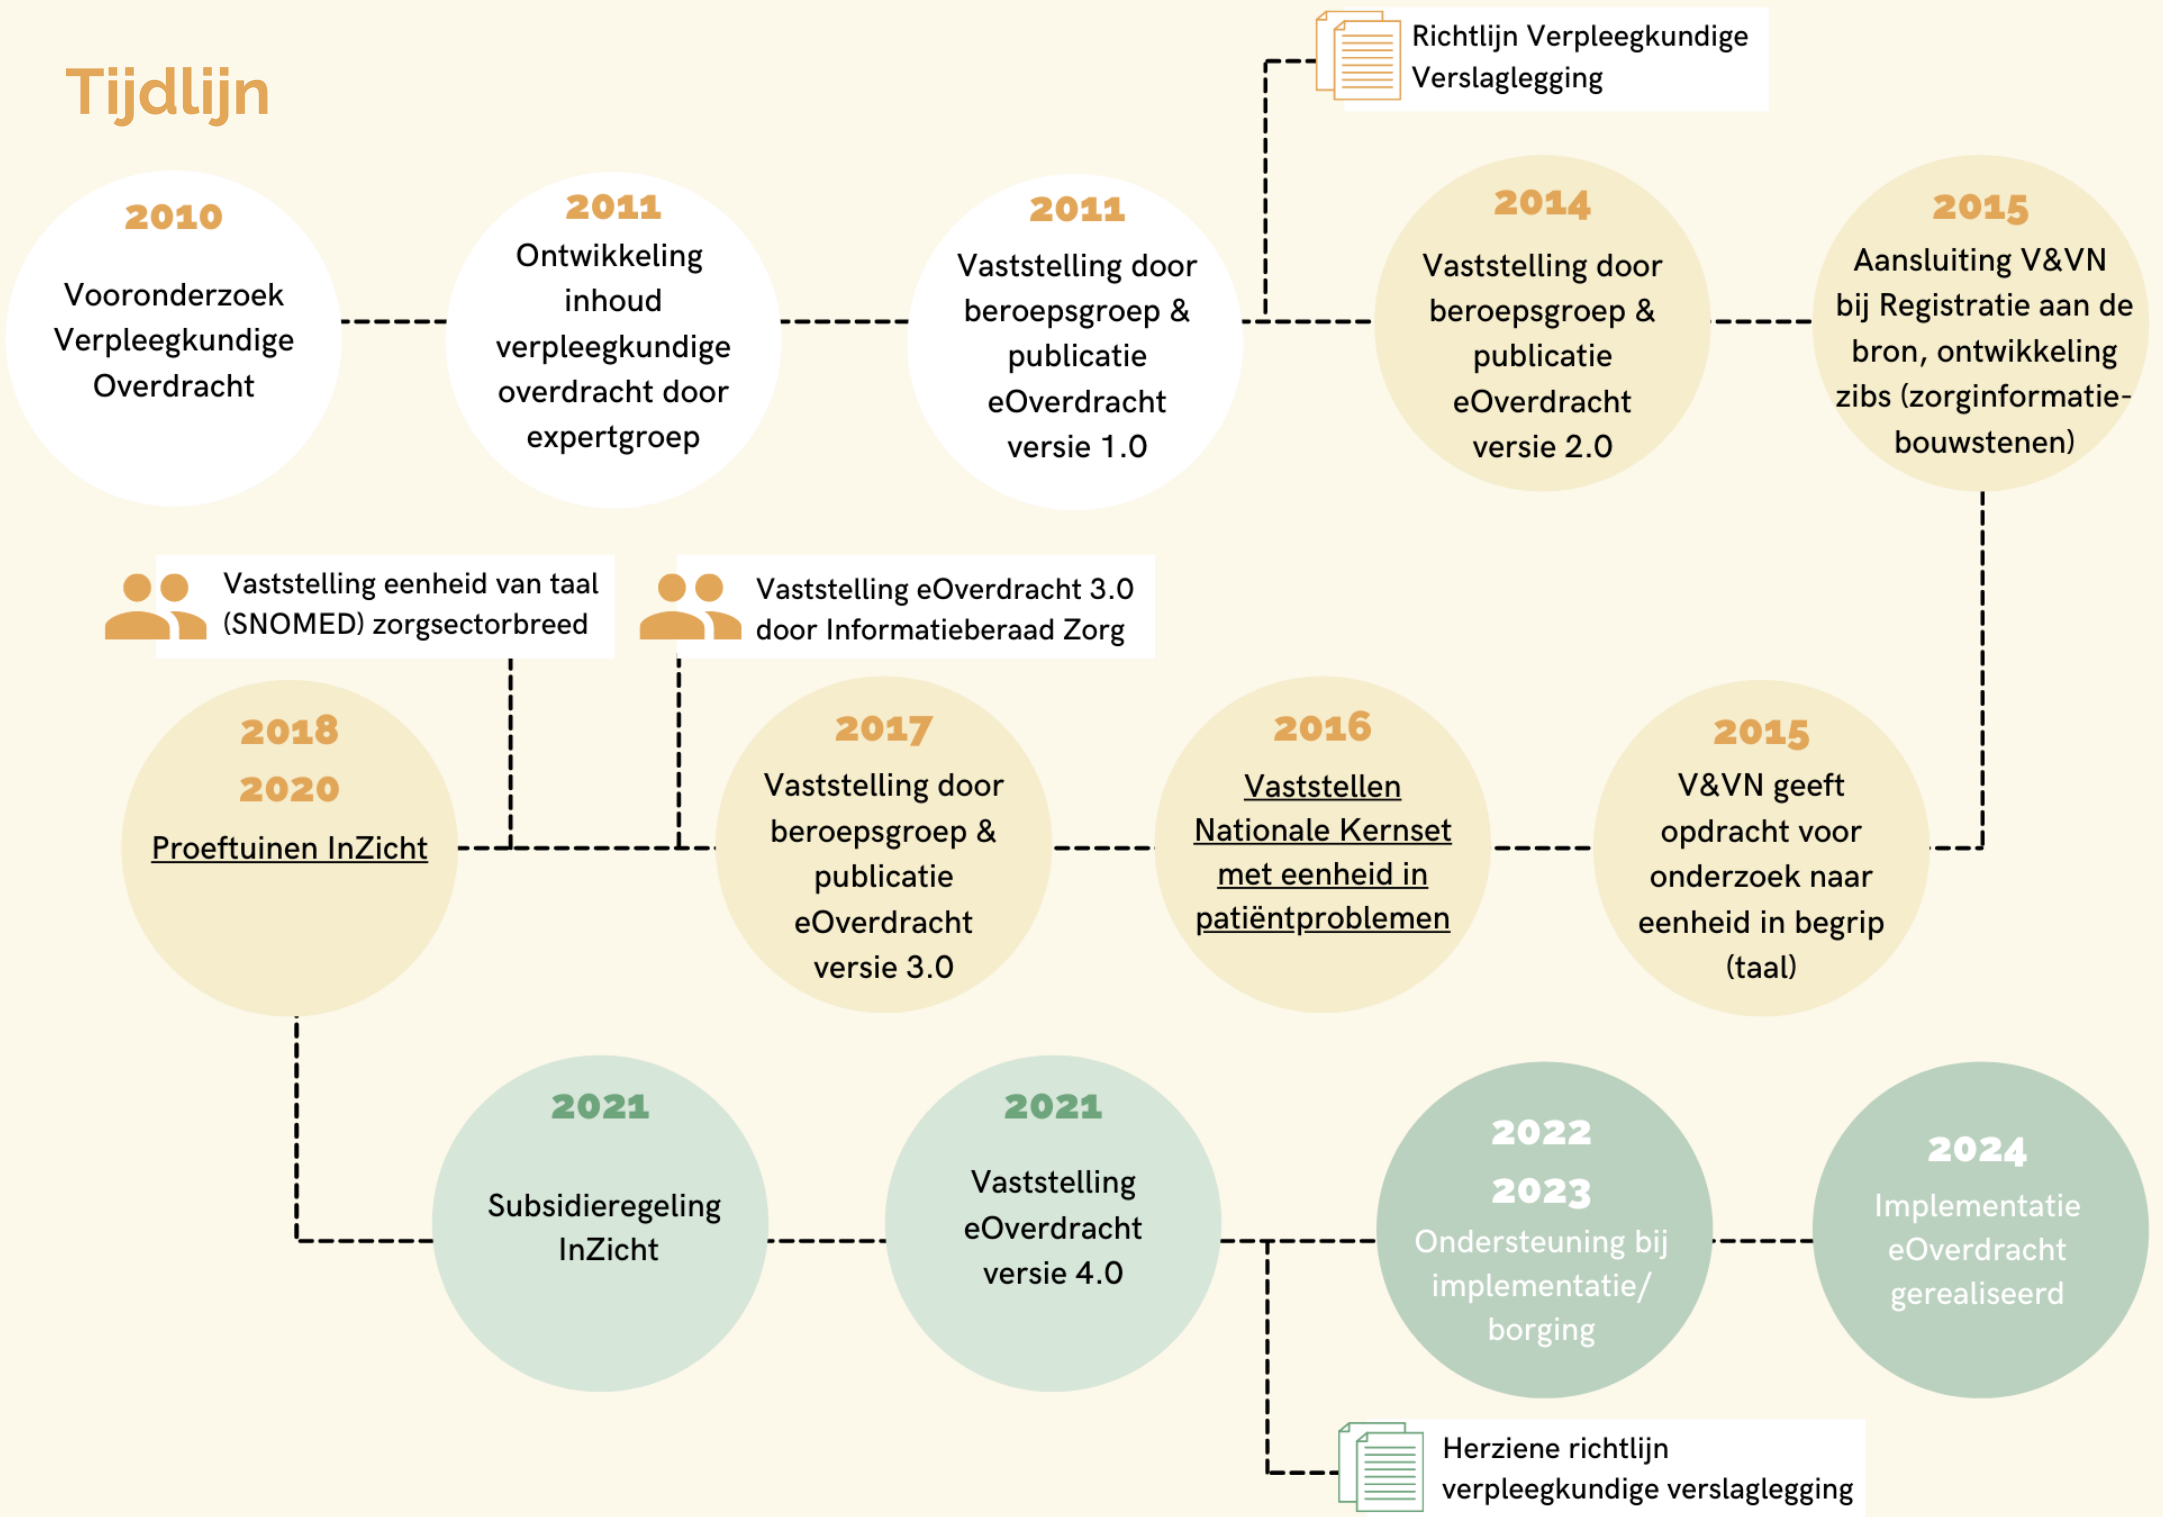 Tijdlijn
Richtlijn Verpleegkundige
Verslaglegging
2010
Vooronderzoek
Verpleegkundige
Overdracht
2011
Ontwikkeling
inhoud
verpleegkundige
overdracht door
expertgroep
2011
Vaststelling door
beroepsgroep &
publicatie
eOverdracht
versie 1.0
2014
Vaststelling door
beroepsgroep &
publicatie
eOverdracht
versie 2.0
2015
Aansluiting V&VN
bij Registratie aan de
bron, ontwikkeling
zibs (zorginformatie-
bouwstenen)
Vaststelling eenheid van taal
(SNOMED) zorgsectorbreed
Vaststelling eOverdracht 3.0
door Informatieberaad Zorg
2018
2020
Proeftuinen InZicht
2017
Vaststelling door
beroepsgroep &
publicatie
eOverdracht
versie 3.0
2016
Vaststellen
Nationale Kernset
met eenheid in
patiëntproblemen
2015
V&VN geeft
opdracht voor
onderzoek naar
eenheid in begrip
(taal)
2021
Subsidieregeling
InZicht
2021
Vaststelling
eOverdracht
versie 4.0
2022
2023
Ondersteuning bij
implementatie/
borging
2024
Implementatie
eOverdracht
gerealiseerd
Herziene richtlijn
verpleegkundige verslaglegging